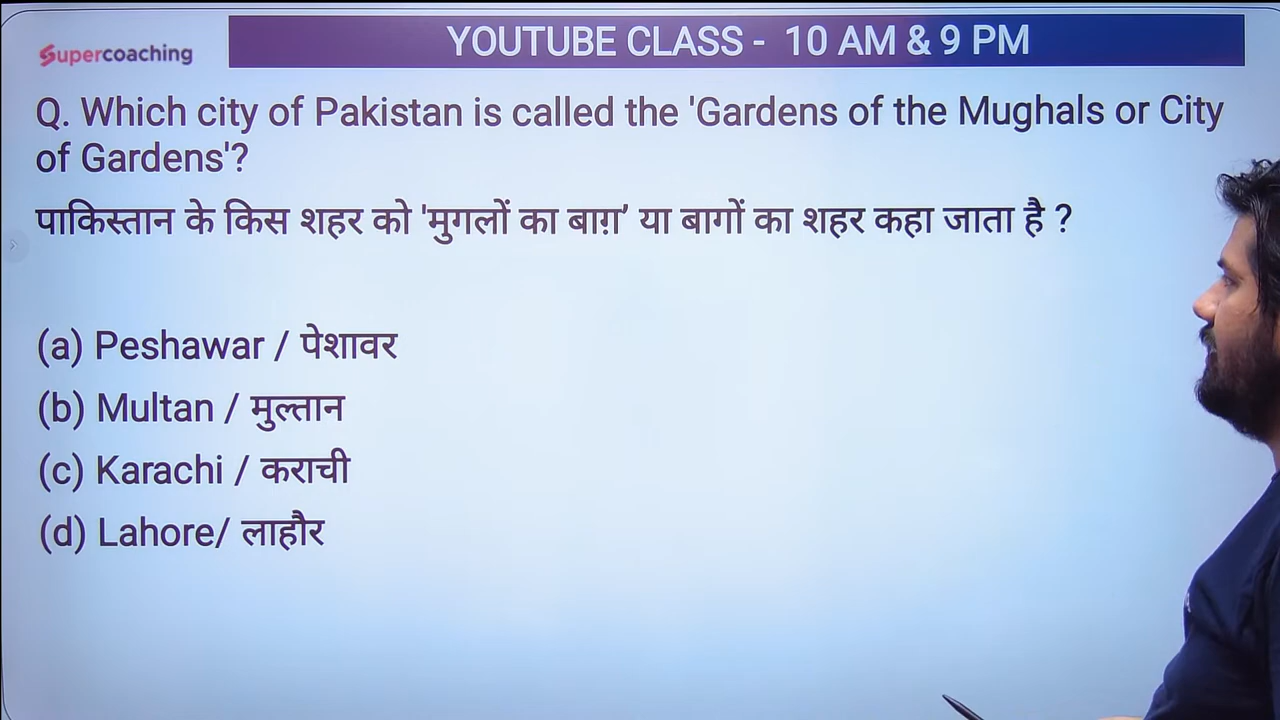 Supercoaching
YOUTUBE CLASS - 10 AM & 9 PM
Q. Which city of Pakistan is called the 'Gardens of the Mughals or City
of Gardens'?
पाकिस्तान के किस शहर को 'मुगलों का बाग़' या बागों का शहर कहा जाता है ?
(a) Peshawar / पेशावर
(b) Multan / मुल्तान
(c) Karachi / कराची
(d) Lahore/ लाहौर